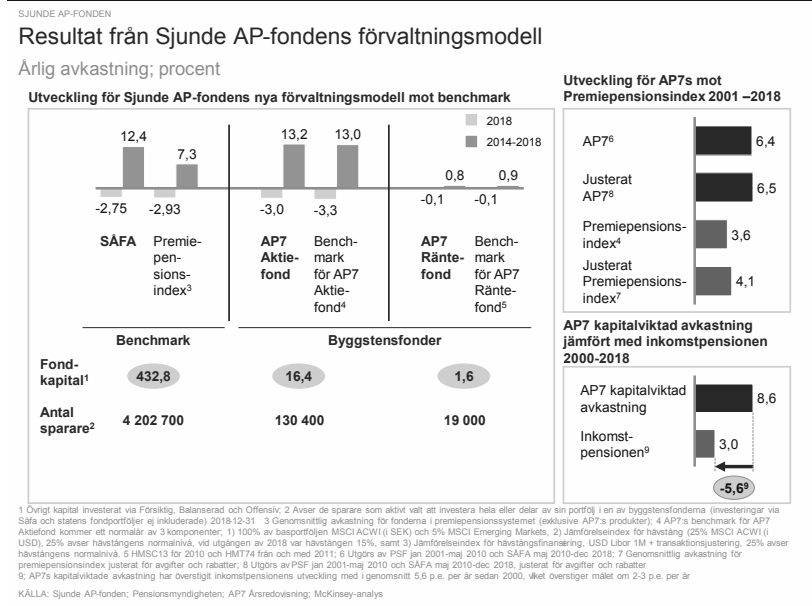 SJUNDE AP-FONDEN
Resultat från Sjunde AP-fondens förvaltningsmodell
Årlig avkastning; procent
Utveckling för Sjunde AP-fondens nya förvaltningsmodell mot benchmark
2018
2014-2018
12,4
7,3
13,2
13,0
0,8
0,9
-2,75
-2,93
-3,0
-3,3
-0,1
-0,1
SÅFA
Premie-
pen-
sions-
index3
AP7
Aktie-
fond
Bench-
mark
för AP7
Aktie-
fond4
AP7
Ränte-
fond
Bench-
mark
för AP7
Ränte-
fond5
Benchmark
Byggstensfonder
Fond-
kapital1
432,8
16,4
1,6
Antal
sparare2
4 202 700
130 400
19 000
Utveckling för AP7s mot
Premiepensionsindex 2001 –2018
AP76
6,4
Justerat
AP78
6,5
Premiepensions-
index4
3,6
Justerat
Premiepensions-
index7
4,1
AP7 kapitalviktad avkastning
jämfört med inkomstpensionen
2000-2018
AP7 kapitalviktad
avkastning
8,6
Inkomst-
pensionen9
3,0
-5,69
1 Övrigt kapital investerat via Försiktig, Balanserad och Offensiv; 2 Avser de sparare som aktivt valt att investera hela eller delar av sin portfölj i en av byggstensfonderna (investeringar via
Såfa och statens fondportföljer ej inkluderade) 2018-12-31 3 Genomsnittlig avkastning för fonderna i premiepensionssystemet (exklusive AP7:s produkter); 4 AP7:s benchmark för AP7
Aktiefond kommer ett normalår av 3 komponenter; 1) 100% av basportföljen MSCI ACWI (i SEK) och 5% MSCI Emerging Markets, 2) Jämförelseindex för hävstång (25% MSCI ACWI (i
USD), 25% avser hävstångens normalnivå, vid utgången av 2018 var hävstången 15%, samt 3) Jämförelseindex för hävstångsfinansiering, USD Libor 1M + transaktionsjustering, 25% avser
hävstångens normalnivå. 5 HMSC13 för 2010 och HMT74 från och med 2011; 6 Utgörs av PSF jan 2001-maj 2010 och SÅFA maj 2010-dec 2018; 7 Genomsnittlig avkastning för
premiepensionsindex justerat för avgifter och rabatter; 8 Utgörs av PSF jan 2001-maj 2010 och SÅFA maj 2010-dec 2018, justerat för avgifter och rabatter
9; AP7s kapitalviktade avkastning har överstigit inkomstpensionens utveckling med i genomsnitt 5,6 p.e. per år sedan 2000, vilket överstiger målet om 2-3 p.e. per år
KÄLLA: Sjunde AP-fonden; Pensionsmyndigheten; AP7 Årsredovisning; McKinsey-analys